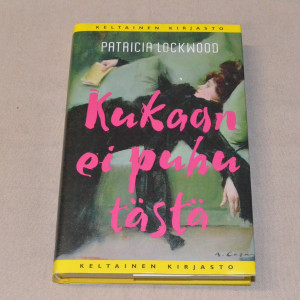 KELTAINEN KIRJASTO
PATRICIA LOCKWOOD
Kukaan
ei puhu
tästä
KELTAINEN KIRJASTO